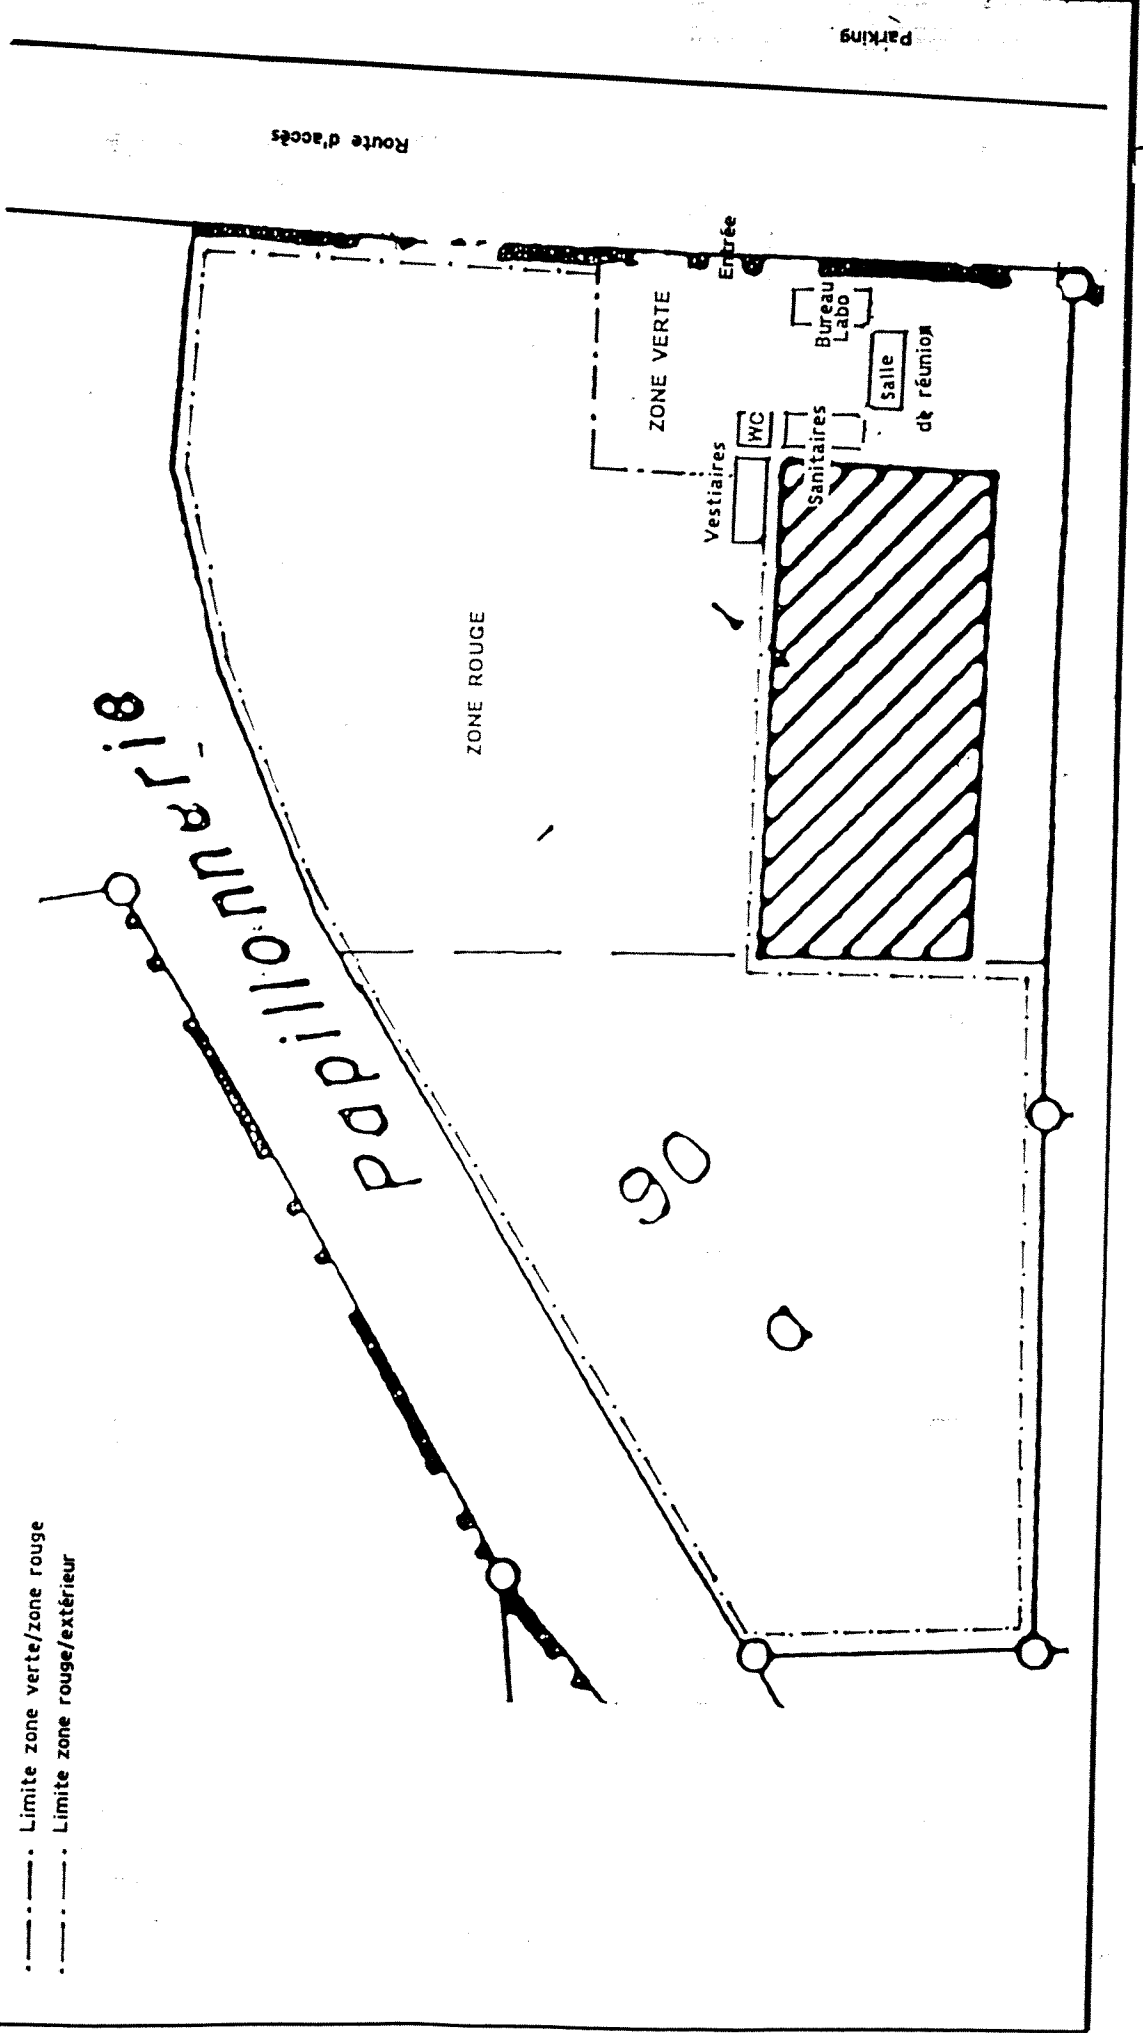 Parking
Route d'accès
Entrée
ZONE VERTE
Bureau
Labo
Salle
de réunion
WC
Sanitaires
Vestiaires
ZONE ROUGE
Papillonnerie
90
Limite zone verte/zone rouge
Limite zone rouge/extérieur